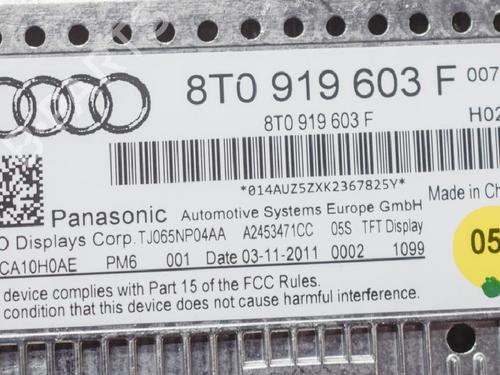 8T0 919 603 F 007
8T0 919 603 F H02
*014AUZ5ZXK2367825Y*
Made in Ch
Panasonic Automotive Systems Europe GmbH
O Displays Corp. TJ065NP04AA A2453471CC 05S TFT Display
CA10H0AE PM6 001 Date 03-11-2011 0002 1099
05
device complies with Part 15 of the FCC Rules.
condition that this device does not cause harmful interference.